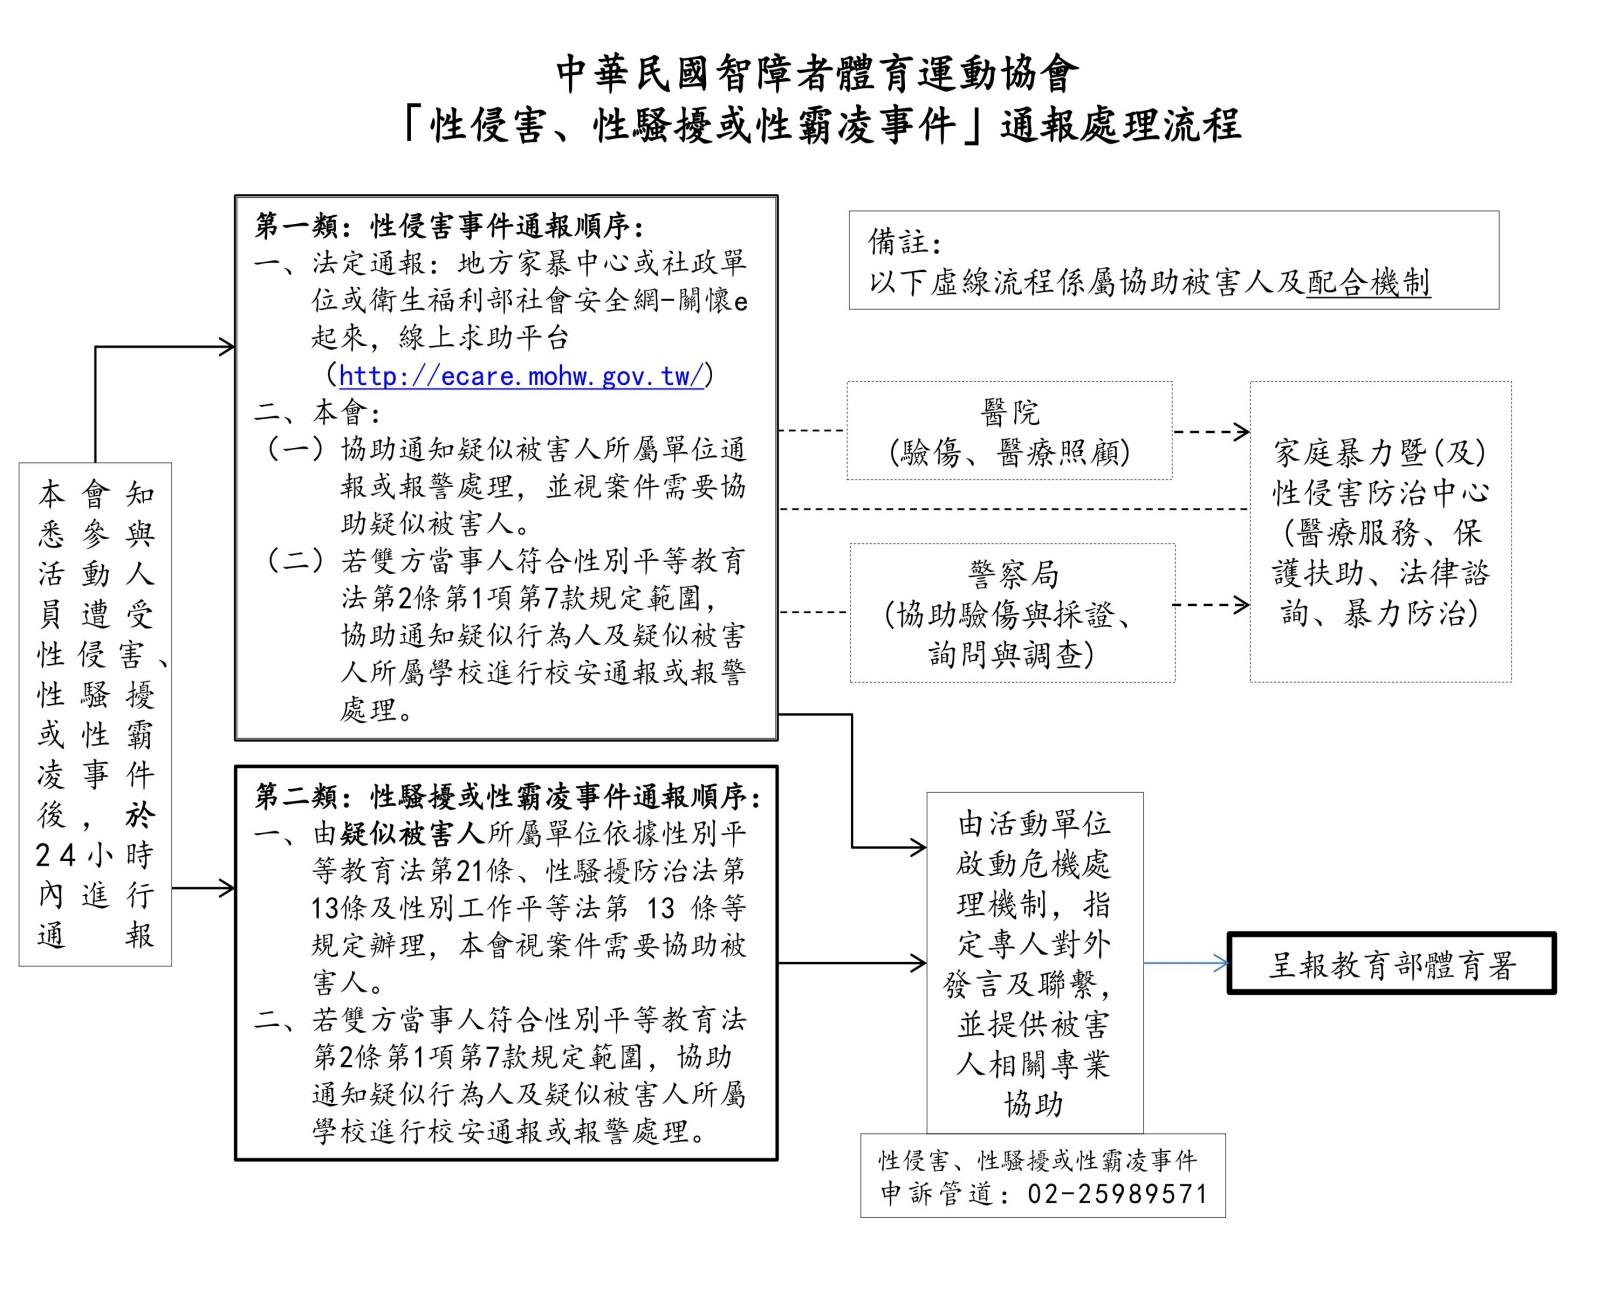 中華民國智障者體育運動協會
「性侵害、性騷擾或性霸凌事件」通報處理流程
本會知
悉參與
活動人
員遭受
性侵害、
性騷擾
或性霸
凌事件
後，於
24小時
內進行
通報
第一類：性侵害事件通報順序：
一、法定通報：地方家暴中心或社政單
位或衛生福利部社會安全網-關懷e
起來，線上求助平台
（http://ecare.mohw.gov.tw/）
二、本會：
（一）協助通知疑似被害人所屬單位通
報或報警處理，並視案件需要協
助疑似被害人。
（二）若雙方當事人符合性別平等教育
法第2條第1項第7款規定範圍，
協助通知疑似行為人及疑似被害
人所屬學校進行校安通報或報警
處理。
第二類：性騷擾或性霸凌事件通報順序：
一、由疑似被害人所屬單位依據性別平
等教育法第21條、性騷擾防治法第
13條及性別工作平等法第 13 條等
規定辦理，本會視案件需要協助被
害人。
二、若雙方當事人符合性別平等教育法
第2條第1項第7款規定範圍，協助
通知疑似行為人及疑似被害人所屬
學校進行校安通報或報警處理。
備註：
以下虛線流程係屬協助被害人及配合機制
醫院
(驗傷、醫療照顧)
警察局
(協助驗傷與採證、
詢問與調查)
家庭暴力暨(及)
性侵害防治中心
(醫療服務、保
護扶助、法律諮
詢、暴力防治)
由活動單位
啟動危機處
理機制，指
定專人對外
發言及聯繫，
並提供被害
人相關專業
協助
性侵害、性騷擾或性霸凌事件
申訴管道：02-25989571
呈報教育部體育署